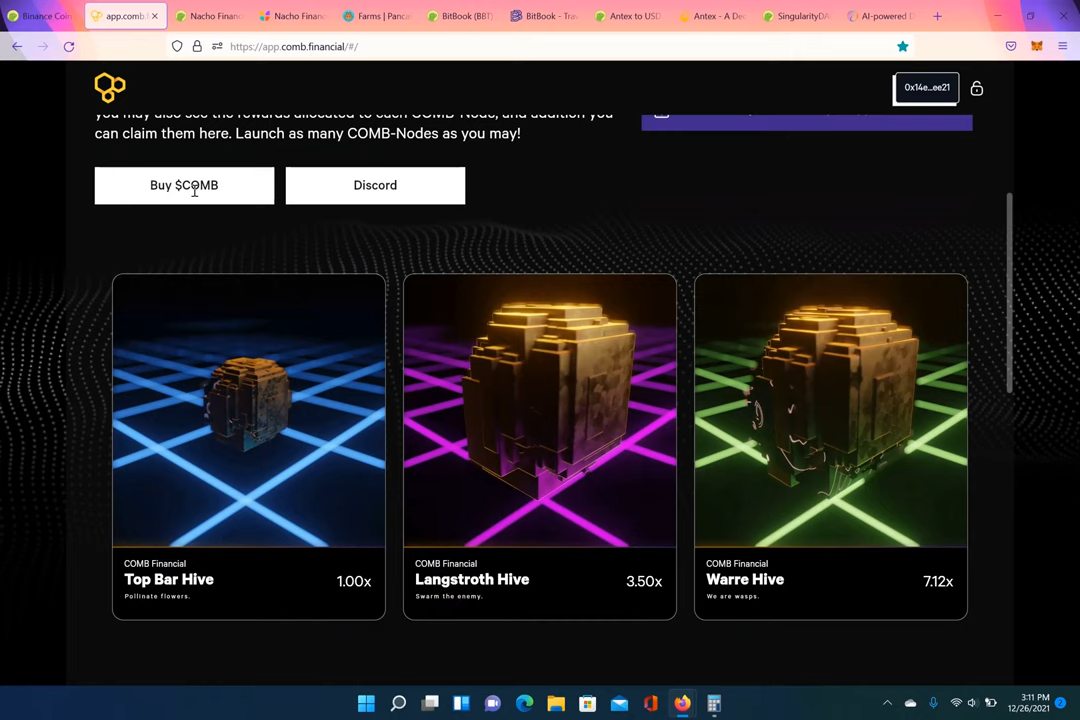 Binance Coin
app.comb.
Nacho Financ
Nacho Financ
Farms | Panca
BitBook (BBT)
BitBook - Tra
Antex to USD
Antex - A De
SingularityDA
AI-powered D
https://app.comb.financial/#/
0x14e...ee21
you may also see the rewards allocated to each COMB-Node, and addition you
can claim them here. Launch as many COMB-Nodes as you may!
Buy $COMB
Discord
COMB Financial
Top Bar Hive
1.00x
Pollinate flowers.
COMB Financial
Langstroth Hive
3.50x
Swarm the enemy.
COMB Financial
Warre Hive
7.12x
We are wasps.
3:11 PM
12/26/2021
2